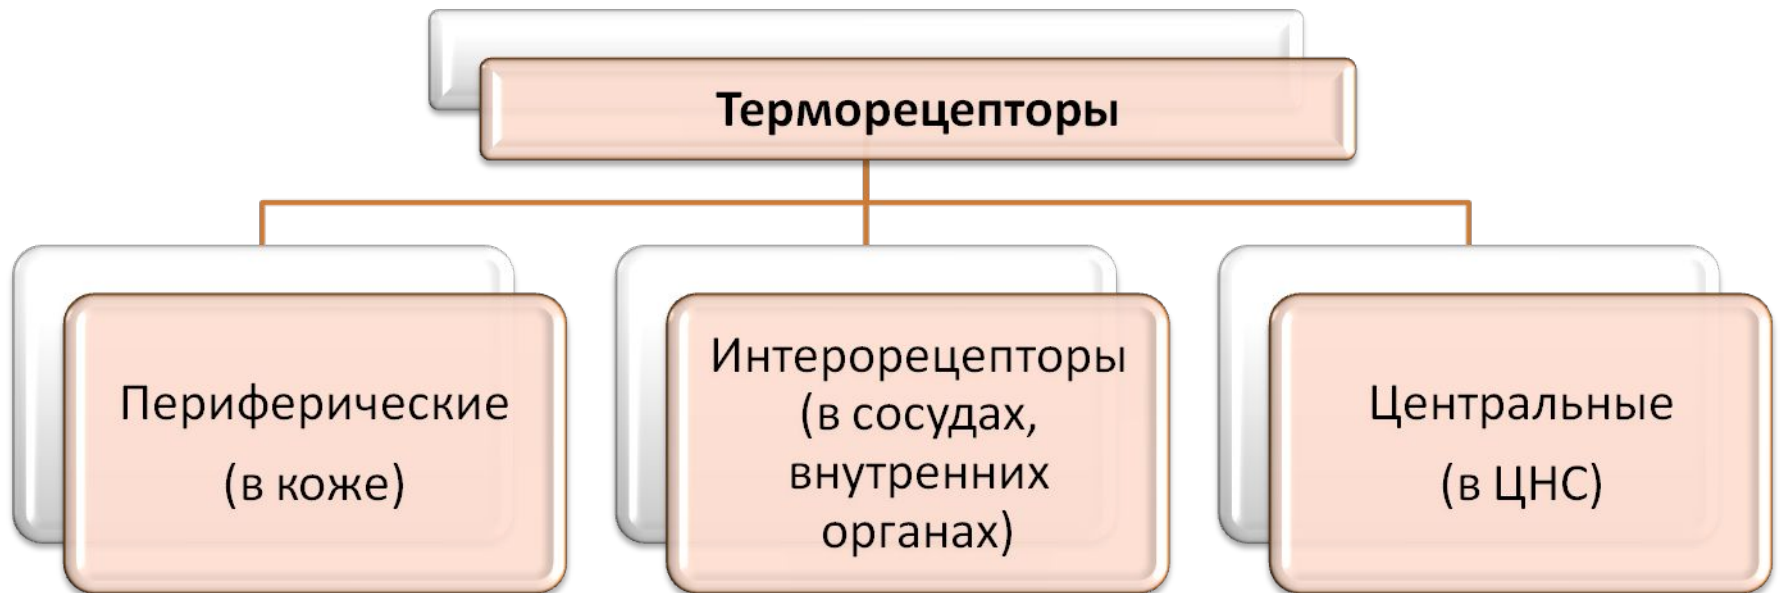 Терморецепторы
Периферические
(в коже)
Интерорецепторы
(в сосудах,
внутренних
органах)
Центральные
(в ЦНС)